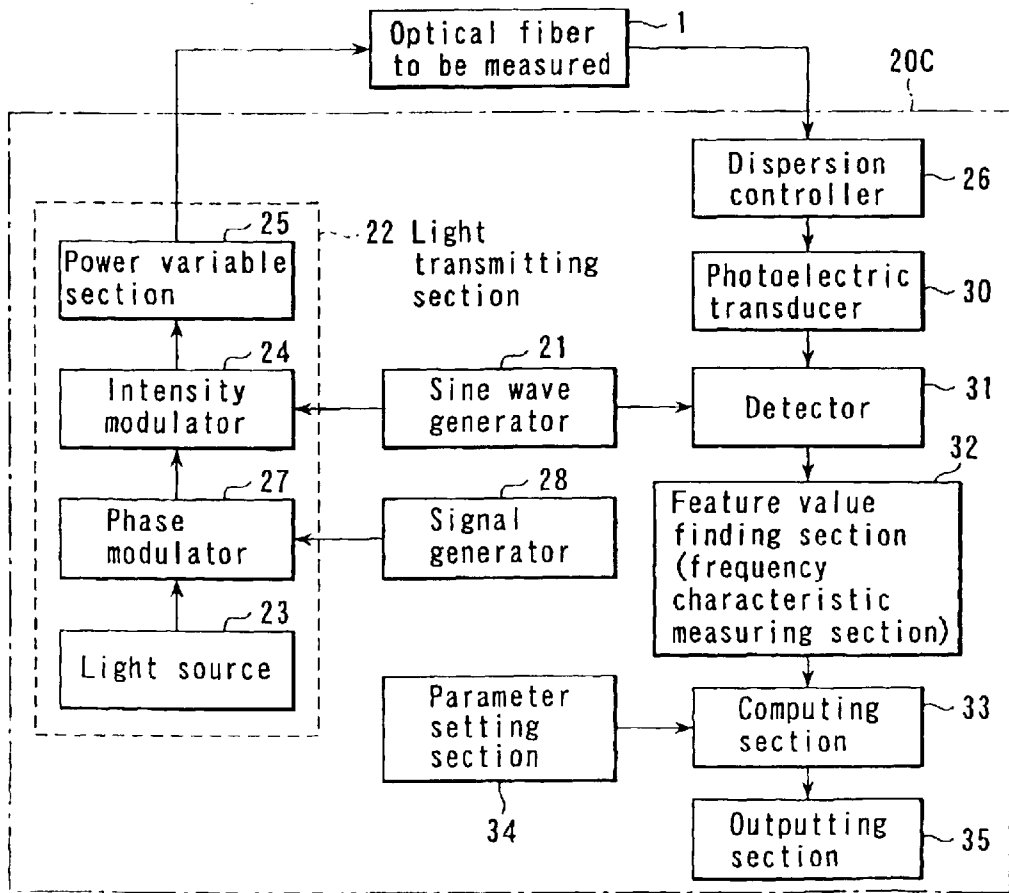 Optical fiber
to be measured
1
20C
Dispersion
controller
26
25
Power variable
section
22 Light
transmitting
section
Photoelectric
transducer
30
24
Intensity
modulator
21
Sine wave
generator
Detector
31
27
Phase
modulator
28
Signal
generator
32
Feature value
finding section
(frequency
characteristic
measuring section)
23
Light source
Parameter
setting
section
34
Computing
section
33
Outputting
section
35